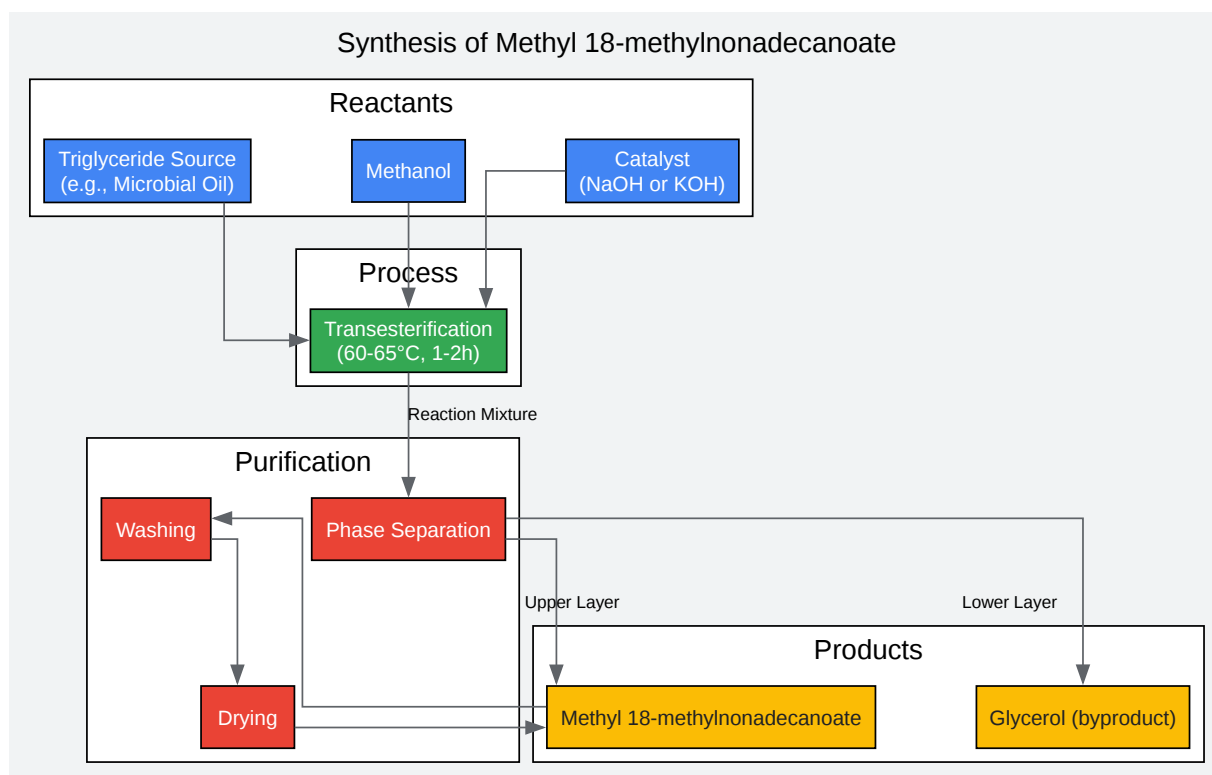 Synthesis of Methyl 18-methylnonadecanoate
Reactants
Triglyceride Source
(e.g., Microbial Oil)
Methanol
Catalyst
(NaOH or KOH)
Process
Transesterification
(60-65°C, 1-2h)
Reaction Mixture
Purification
Washing
Phase Separation
Upper Layer
Lower Layer
Products
Drying
Methyl 18-methylnonadecanoate
Glycerol (byproduct)